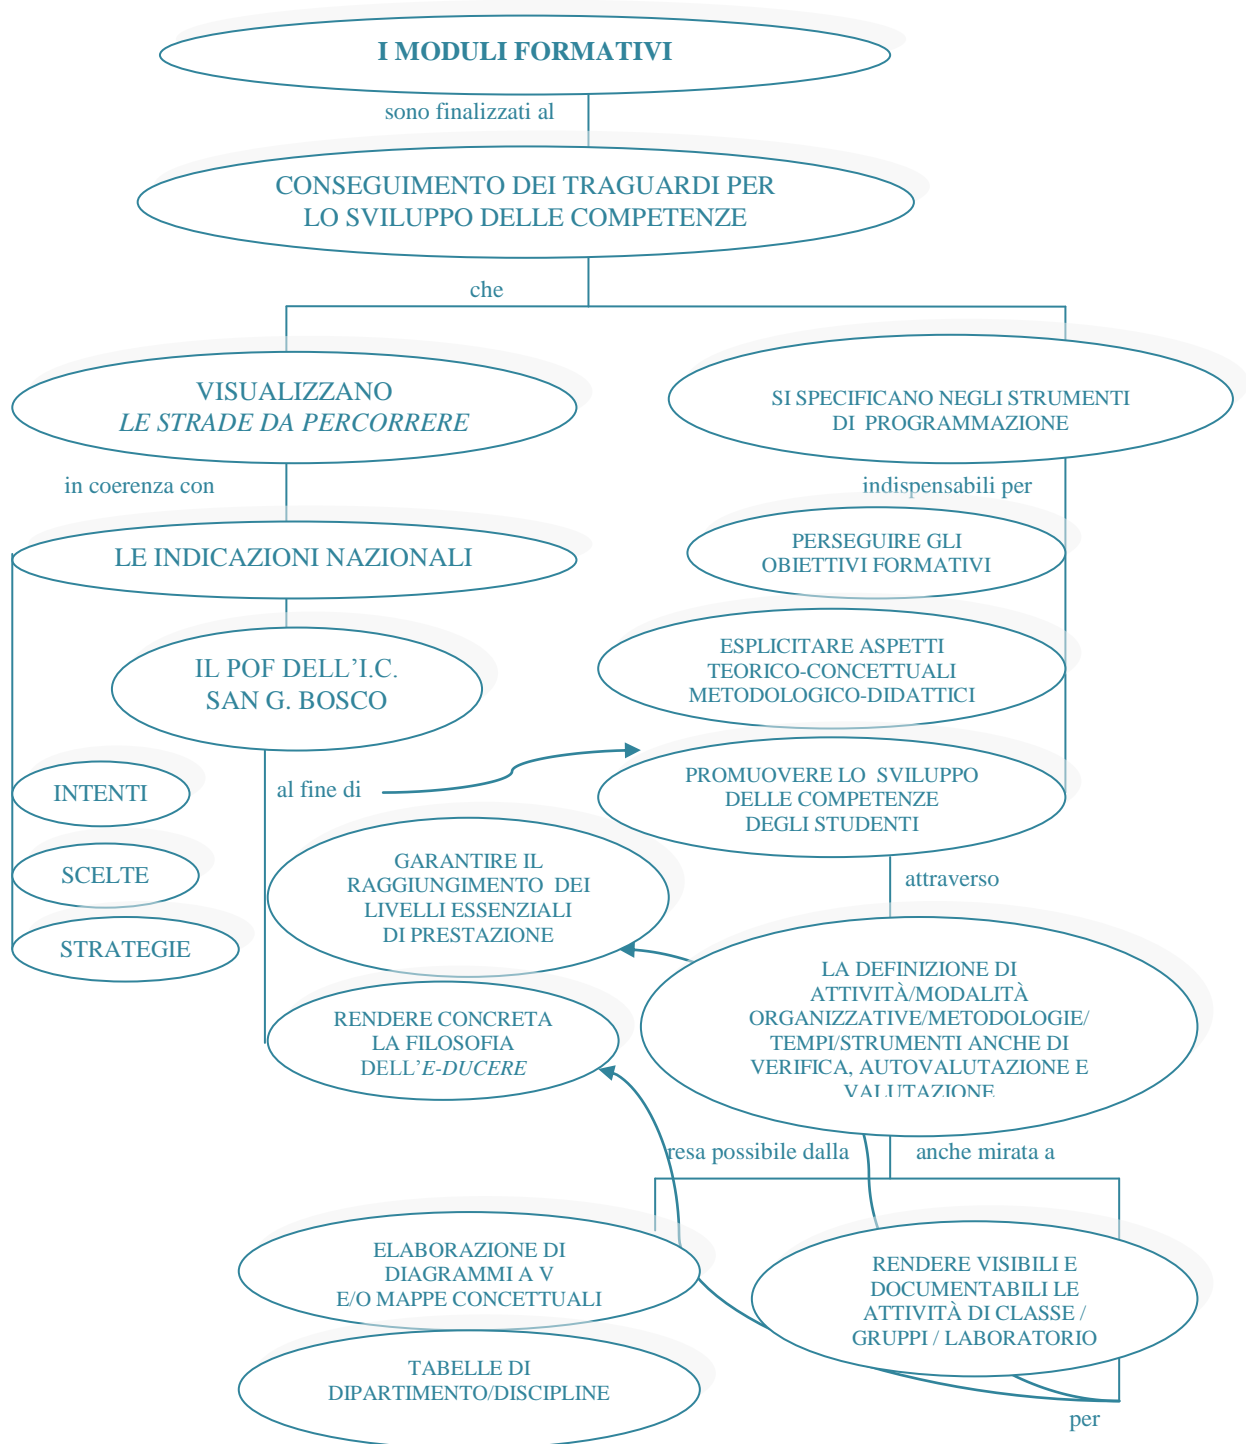 I MODULI FORMATIVI
sono finalizzati al
CONSEGUIMENTO DEI TRAGUARDI PER
LO SVILUPPO DELLE COMPETENZE
che
VISUALIZZANO
LE STRADE DA PERCORRERE
SI SPECIFICANO NEGLI STRUMENTI
DI PROGRAMMAZIONE
in coerenza con
indispensabili per
LE INDICAZIONI NAZIONALI
PERSEGUIRE GLI
OBIETTIVI FORMATIVI
IL POF DELL'I.C.
SAN G. BOSCO
ESPLICITARE ASPETTI
TEORICO-CONCETTUALI
METODOLOGICO-DIDATTICI
INTENTI
al fine di
PROMUOVERE LO SVILUPPO
DELLE COMPETENZE
DEGLI STUDENTI
SCELTE
GARANTIRE IL
RAGGIUNGIMENTO DEI
LIVELLI ESSENZIALI
DI PRESTAZIONE
attraverso
STRATEGIE
LA DEFINIZIONE DI
ATTIVITÀ/MODALITÀ
ORGANIZZATIVE/METODOLOGIE/
TEMPI/STRUMENTI ANCHE DI
VERIFICA, AUTOVALUTAZIONE E
VALUTAZIONE
RENDERE CONCRETA
LA FILOSOFIA
DELL'E-DUCERE
resa possibile dalla
anche mirata a
ELABORAZIONE DI
DIAGRAMMI A V
E/O MAPPE CONCETTUALI
RENDERE VISIBILI E
DOCUMENTABILI LE
ATTIVITÀ DI CLASSE /
GRUPPI / LABORATORIO
TABELLE DI
DIPARTIMENTO/DISCIPLINE
per